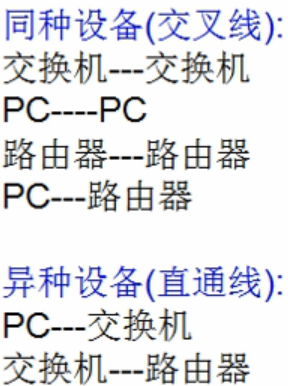 同种设备(交叉线):
交换机---交换机
PC----PC
路由器---路由器
PC---路由器
异种设备(直通线):
PC---交换机
交换机---路由器